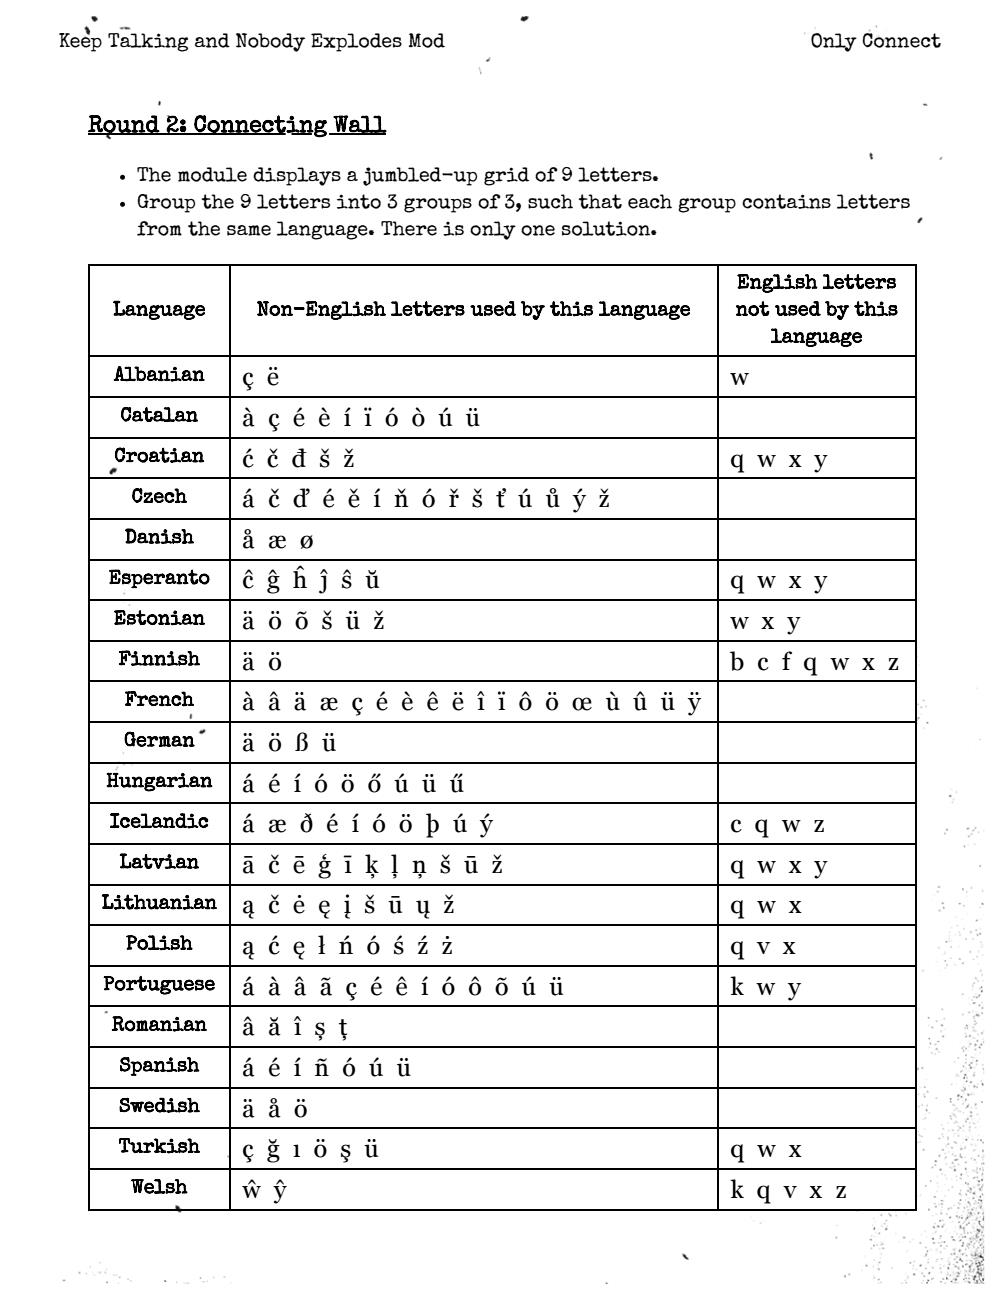 Keep Talking and Nobody Explodes Mod Only Connect
Round 2: Connecting Wall
• The module displays a jumbled-up grid of 9 letters.
• Group the 9 letters into 3 groups of 3, such that each group contains letters
from the same language. There is only one solution.
Language Non-English letters used by this language English letters
not used by this
language
Albanian ç ë w
Catalan à ç é è í ï ó ò ú ü
Croatian ć č đ š ž q w x y
Czech á č ď é ě í ň ó ř š ť ú ů ý ž
Danish å æ ø
Esperanto ĉ ĝ ĥ ĵ ŝ ŭ q w x y
Estonian ä ö õ š ü ž w x y
Finnish ä ö b c f q w x z
French à â ä æ ç é è ê ë î ï ô ö œ ù û ü ÿ
German ä ö ß ü
Hungarian á é í ó ö ő ú ü ű
Icelandic á æ ð é í ó ö þ ú ý c q w z
Latvian ā č ē ģ ī ķ ļ ņ š ū ž q w x y
Lithuanian ą č ė ę į š ū ų ž q w x
Polish ą ć ę ł ń ó ś ź ż q v x
Portuguese á à â ã ç é ê í ó ô õ ú ü k w y
Romanian â ă î ș ț
Spanish á é í ñ ó ú ü
Swedish ä å ö
Turkish ç ğ ı ö ş ü q w x
Welsh ŵ ŷ k q v x z